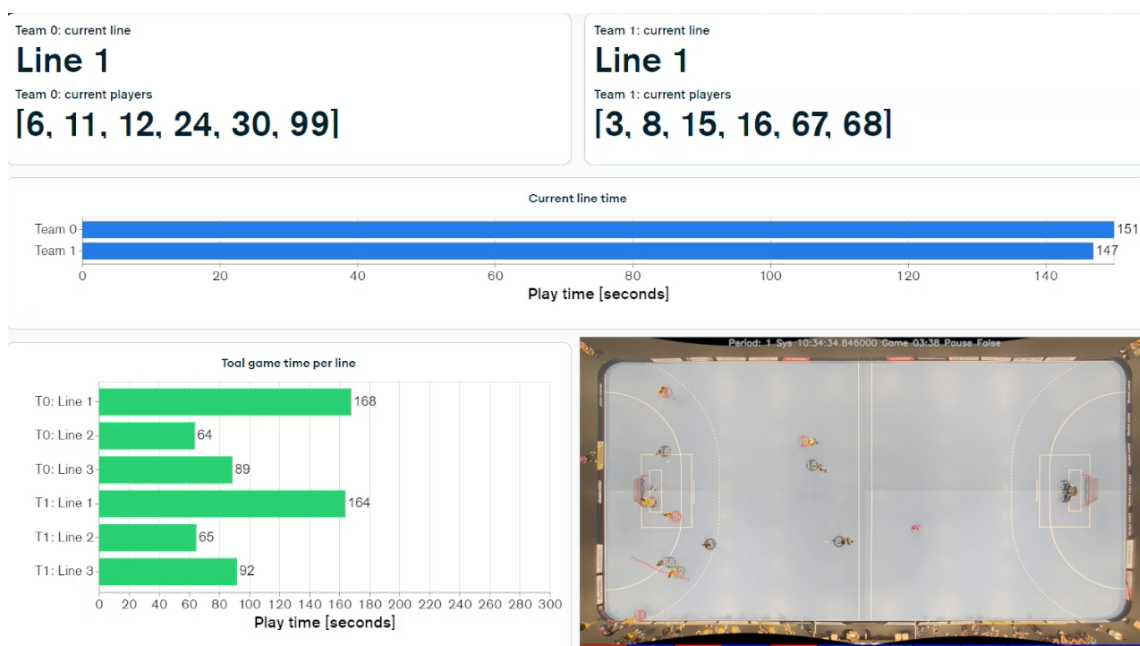 Team 0: current line
Line 1
Team 0: current players
[6, 11, 12, 24, 30, 99]
Team 1: current line
Line 1
Team 1: current players
[3, 8, 15, 16, 67, 68]
Current line time
Team 0
151
Team 1
147
0 20 40 60 80 100 120 140
Play time [seconds]
Toal game time per line
T0: Line 1
168
T0: Line 2
64
T0: Line 3
89
T1: Line 1
164
T1: Line 2
65
T1: Line 3
92
0 20 40 60 80 100 120 140 160 180 200 220 240 260 280 300
Play time [seconds]
Period: 1 Sys 10:34:34.846000 Game 03:38 Pause False